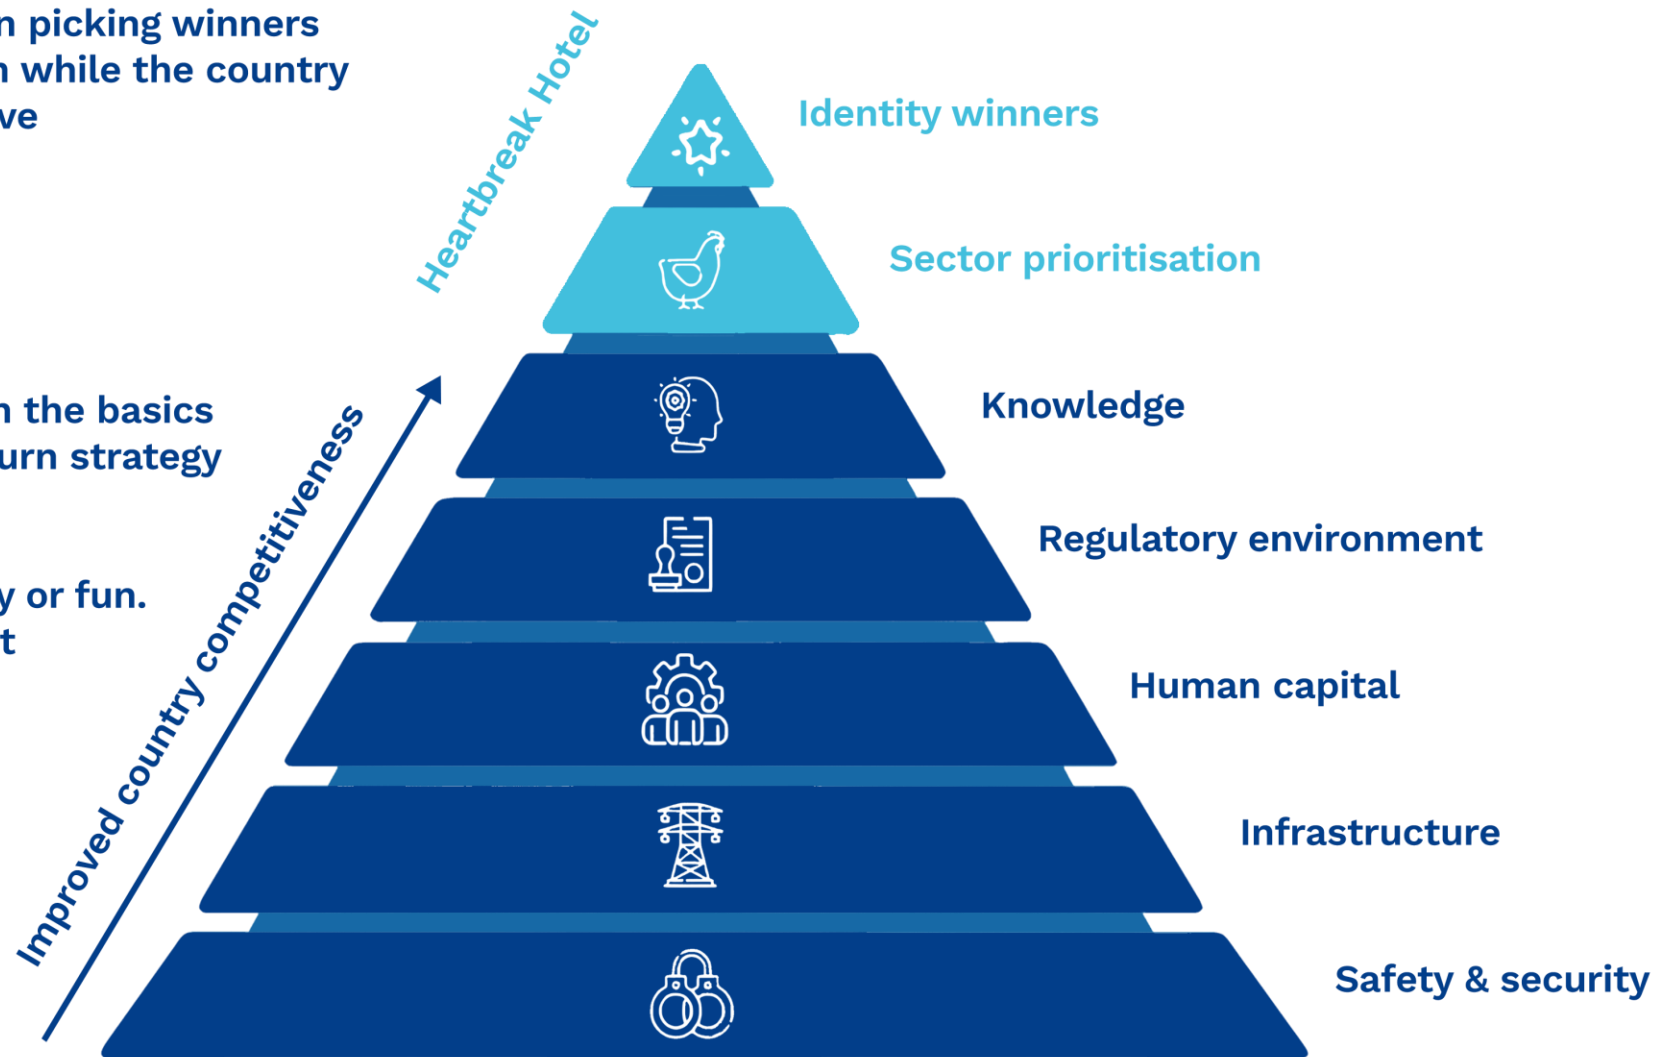 n picking winners
n while the country
ve
Heartbreak Hotel
Identity winners
Sector prioritisation
n the basics
urn strategy
y or fun.
t
Improved country competitiveness
Knowledge
Regulatory environment
Human capital
Infrastructure
Safety & security